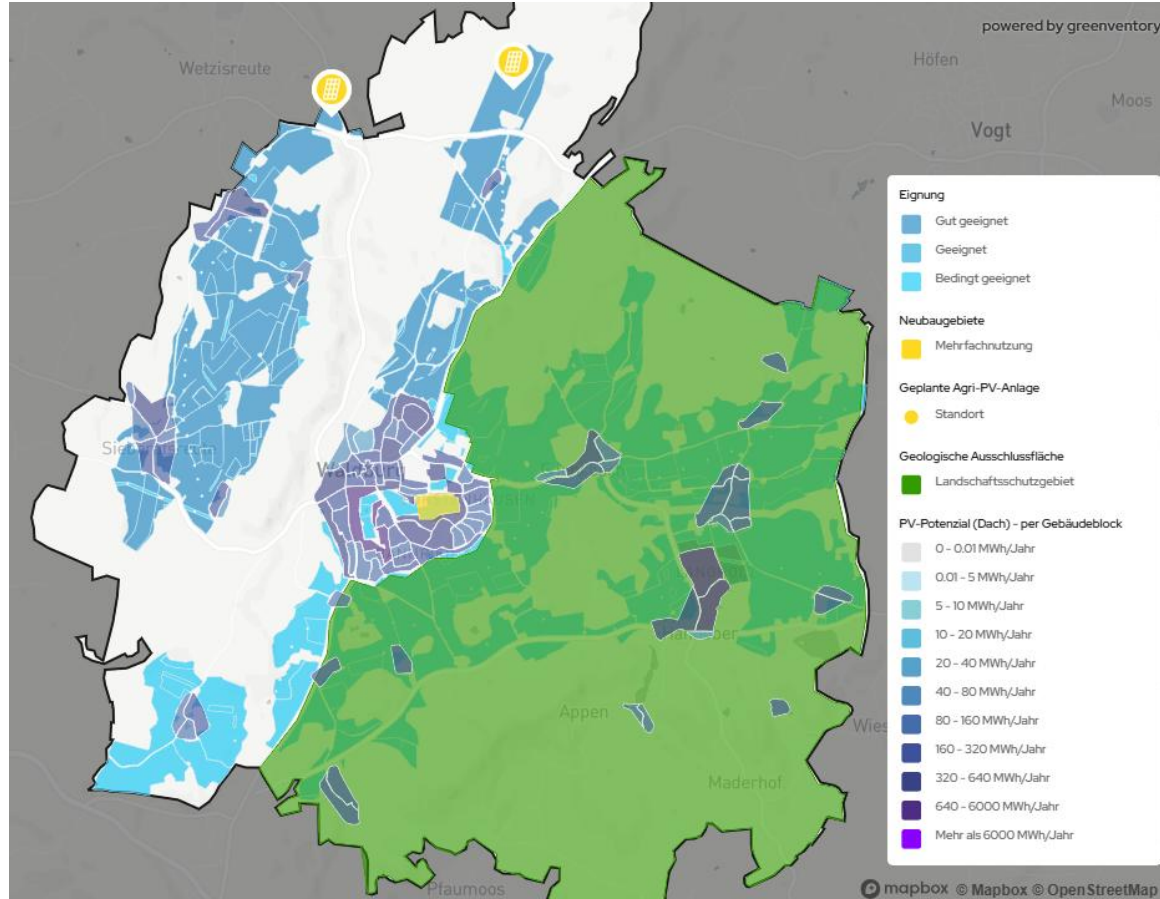 powered by greenventory
Wetzisreute
Höfen
Moos
Vogt
Eignung
Gut geeignet
Geeignet
Bedingt geeignet
Neubaugebiete
Mehrfachnutzung
Geplante Agri-PV-Anlage
Standort
Geologische Ausschlussfläche
Landschaftsschutzgebiet
PV-Potenzial (Dach) - per Gebäudeblock
0 - 0.01 MWh/Jahr
0.01 - 5 MWh/Jahr
5 - 10 MWh/Jahr
10 - 20 MWh/Jahr
20 - 40 MWh/Jahr
40 - 80 MWh/Jahr
80 - 160 MWh/Jahr
160 - 320 MWh/Jahr
320 - 640 MWh/Jahr
640 - 6000 MWh/Jahr
Mehr als 6000 MWh/Jahr
Waldburg
Appen
Wies
Maderhof
Pfaumoos
mapbox © Mapbox © OpenStreetMap